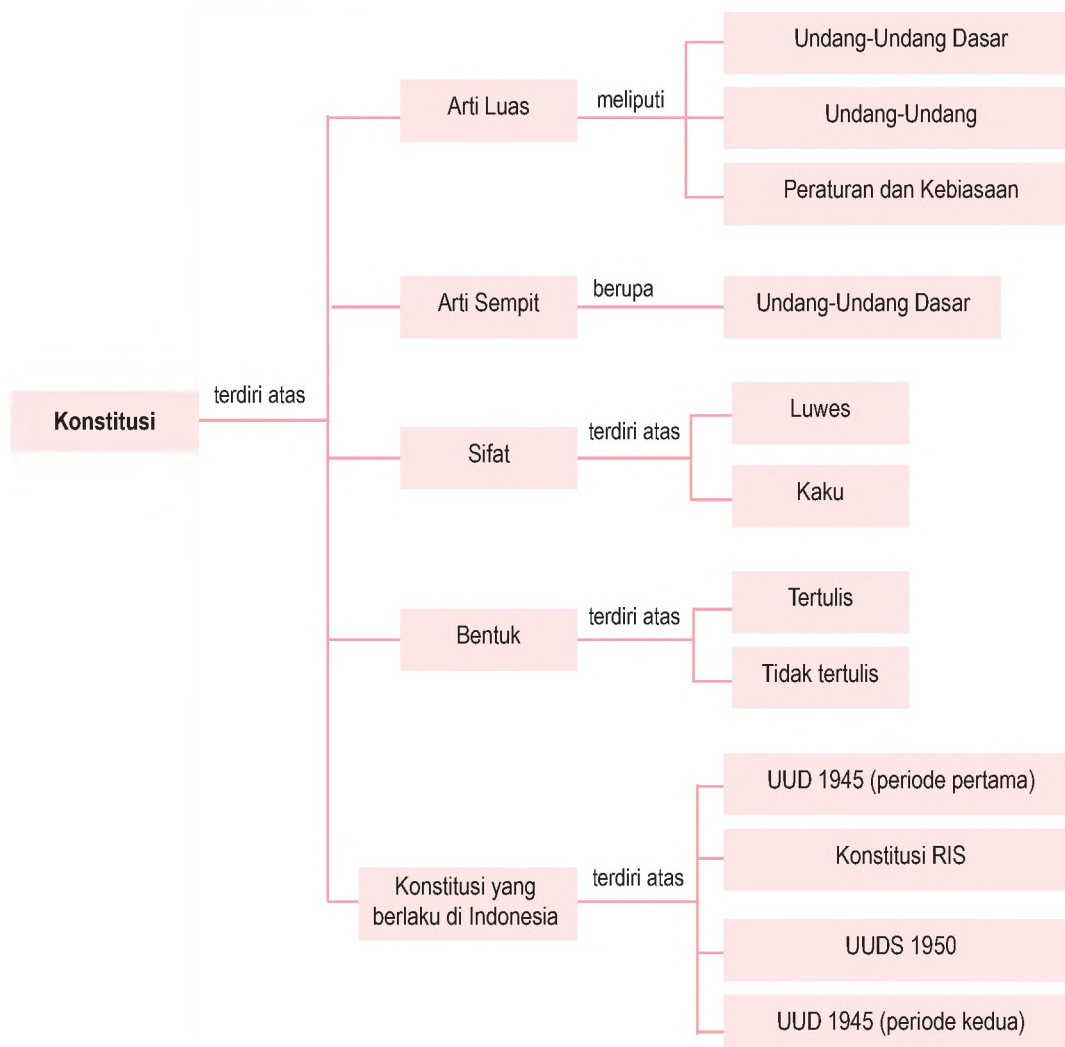 Konstitusi
terdiri atas
Arti Luas
meliputi
Undang-Undang Dasar
Undang-Undang
Peraturan dan Kebiasaan
Arti Sempit
berupa
Undang-Undang Dasar
Sifat
terdiri atas
Luwes
Kaku
Bentuk
terdiri atas
Tertulis
Tidak tertulis
Konstitusi yang
berlaku di Indonesia
terdiri atas
UUD 1945 (periode pertama)
Konstitusi RIS
UUDS 1950
UUD 1945 (periode kedua)